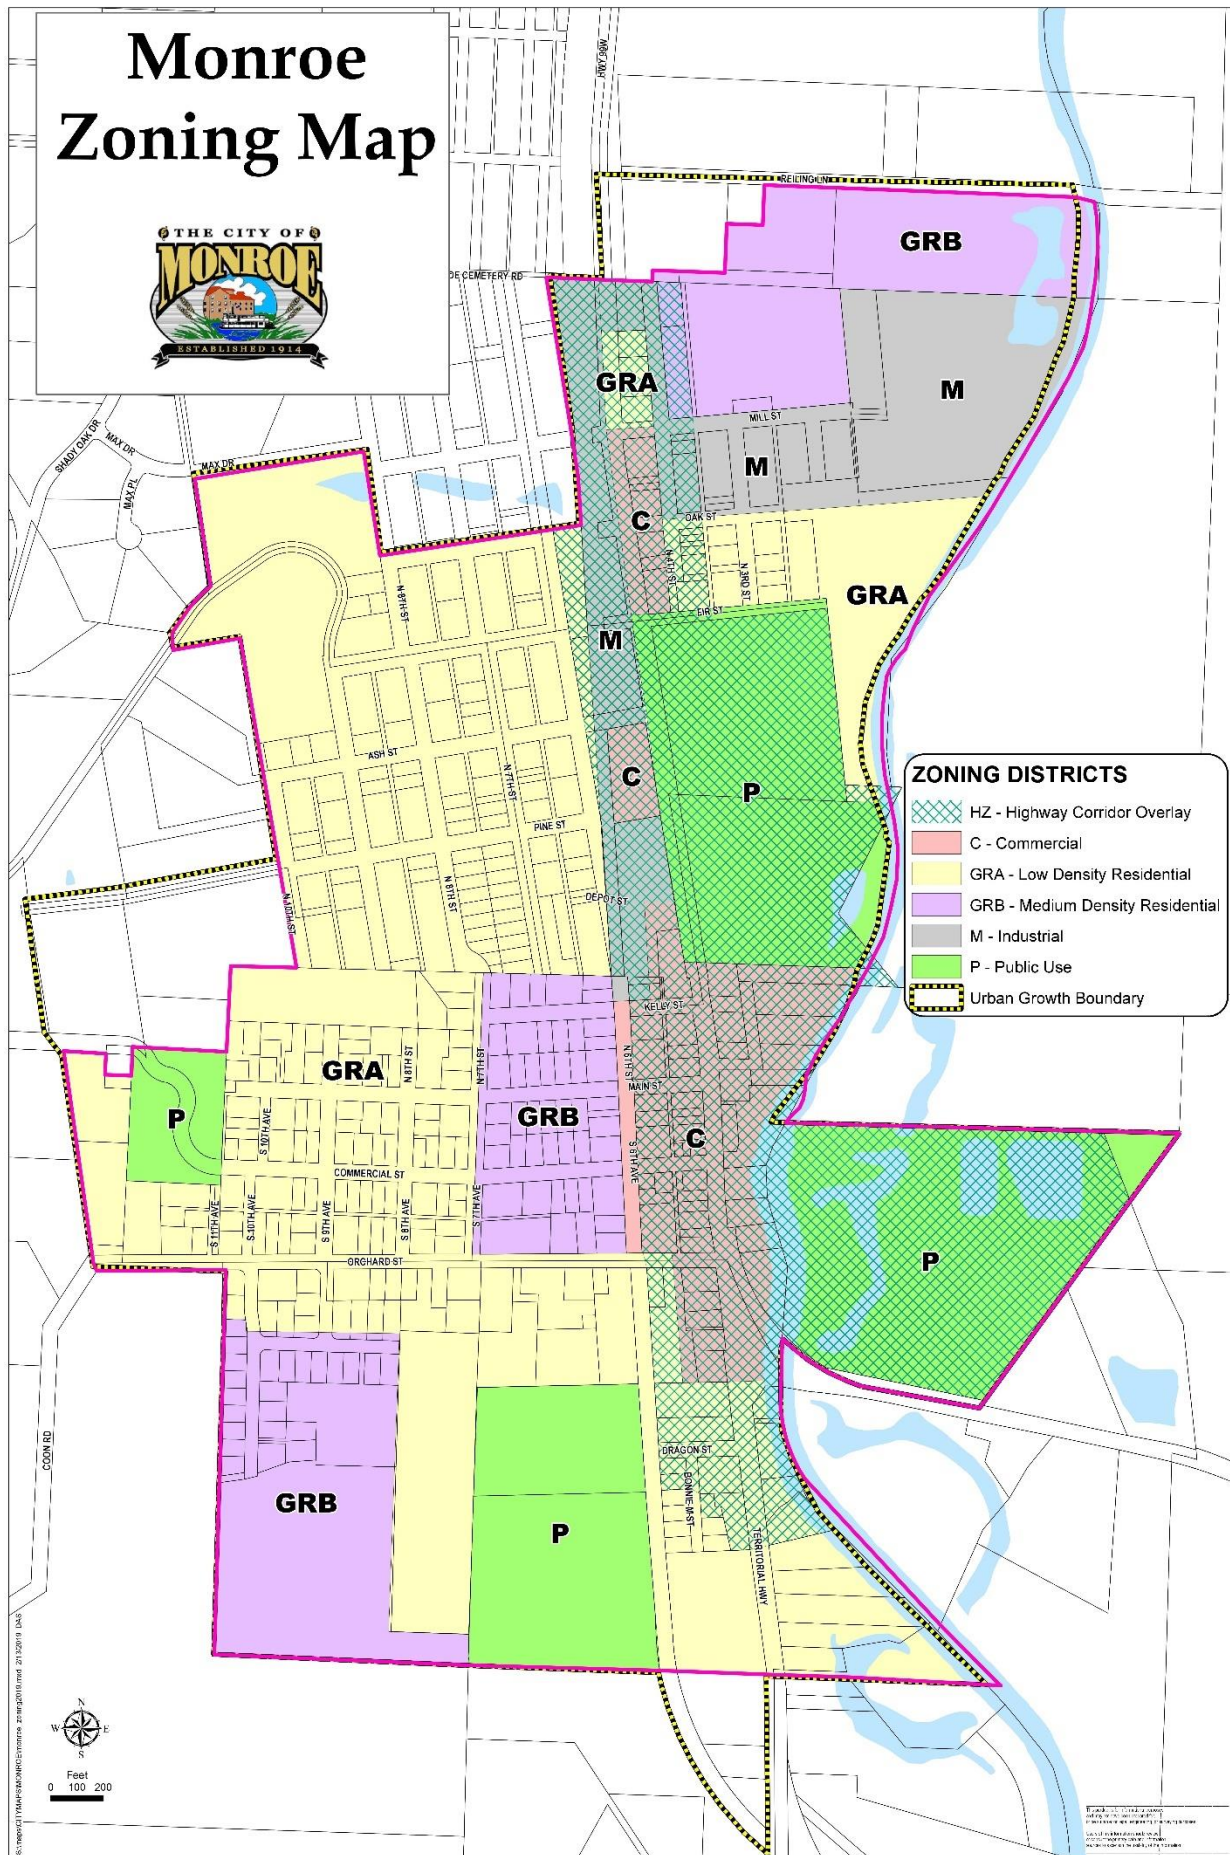 Monroe
Zoning Map
THE CITY OF
MONROE
ESTABLISHED 1914
HWY 99W
REILING LN
GRB
DE CEMETERY RD
GRA
M
MILL ST
SHADY OAK DR
MAX DR
MAX DR
MAX PL
M
C
OAK ST
N 4TH ST
N 3RD ST
N 8TH ST
GRA
FIR ST
M
ASH ST
N 7TH ST
C
P
PINE ST
DEPOT ST
N 10TH ST
ZONING DISTRICTS
HZ - Highway Corridor Overlay
C - Commercial
GRA - Low Density Residential
GRB - Medium Density Residential
M - Industrial
P - Public Use
Urban Growth Boundary
KELLY ST
N 8TH ST
N 7TH ST
MAIN ST
GRA
GRB
P
C
S 10TH AVE
COMMERCIAL ST
S 6TH AVE
S 11TH AVE
S 10TH AVE
S 9TH AVE
S 8TH AVE
S 7TH AVE
ORCHARD ST
P
COON RD
DRAGON ST
BONNIE M ST
GRB
P
TERRITORIAL HWY
N
W E
S
Feet
0 100 200